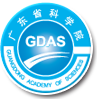 广东省科学院
GDAS
GUANGDONG ACADEMY OF SCIENCES